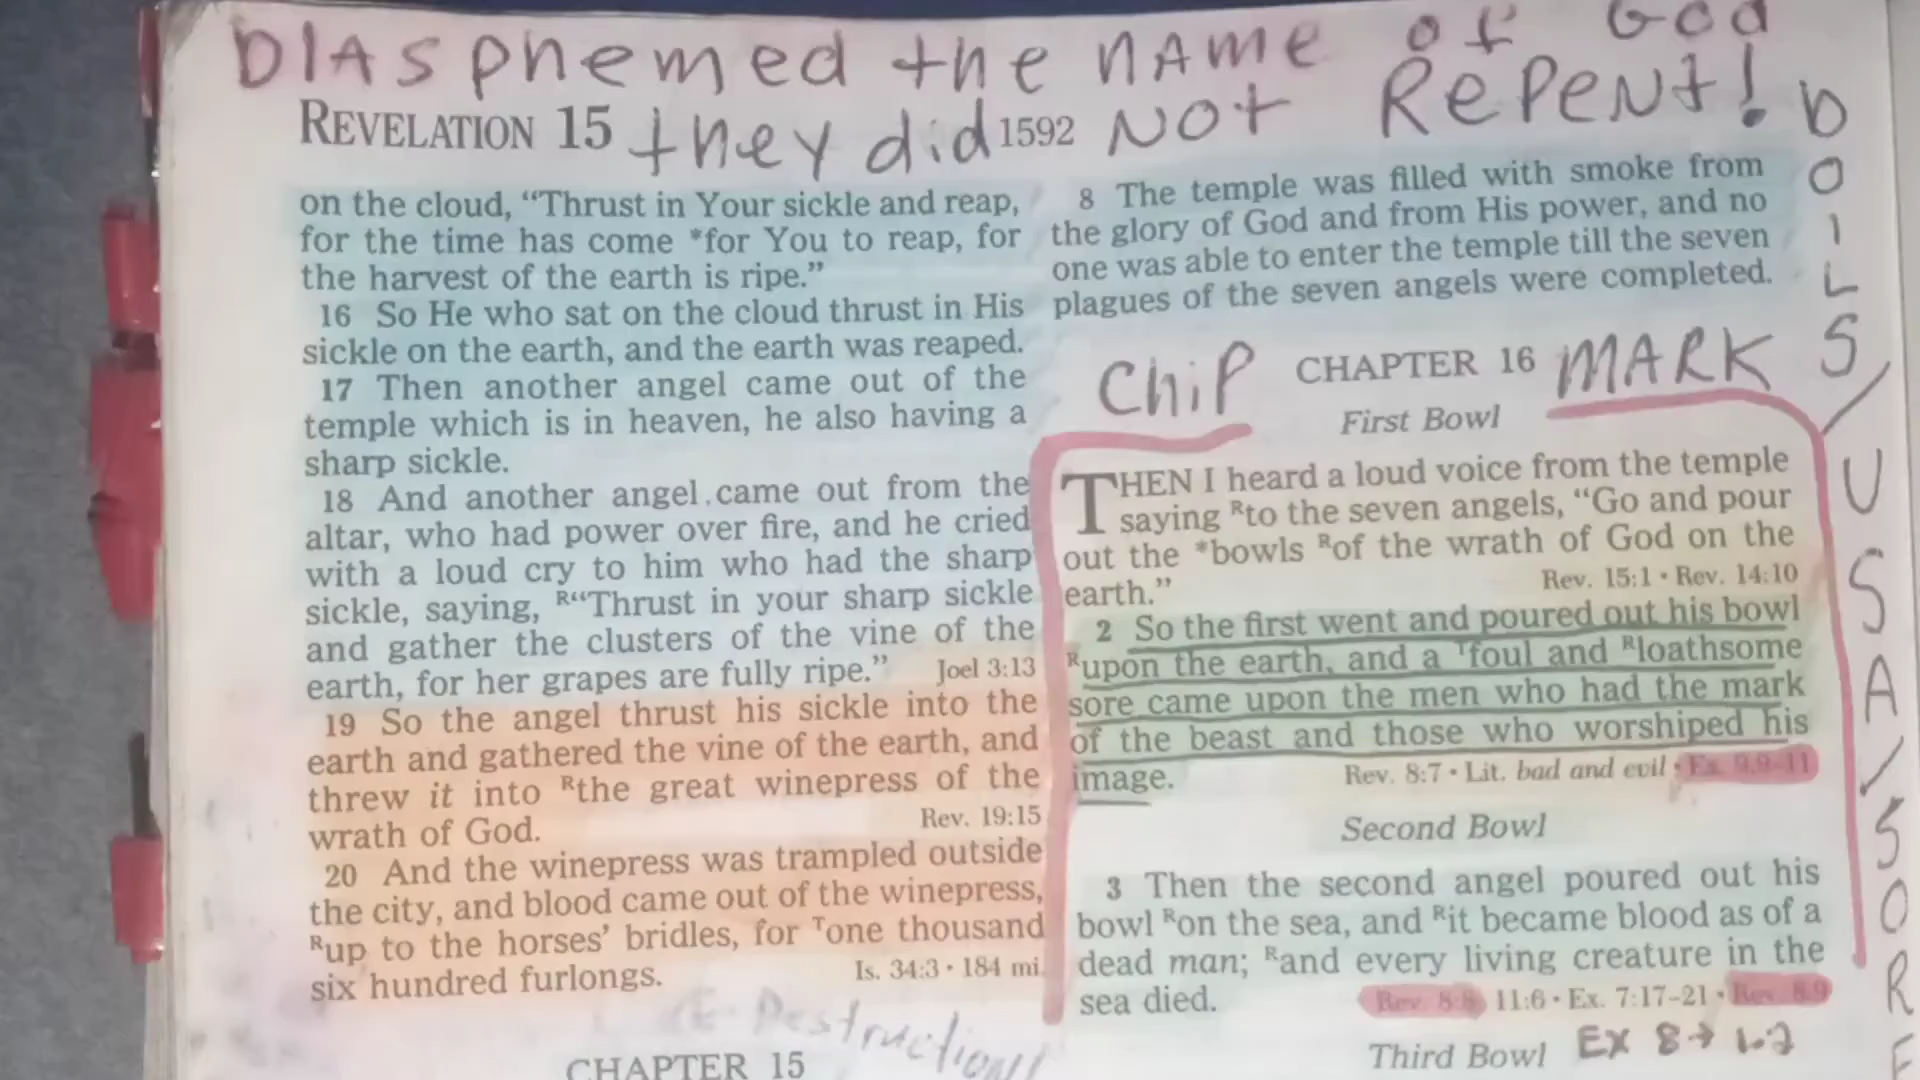 blasphemed the name of God
REVELATION 15 they did 1592 NOT REPENT!
on the cloud, “Thrust in Your sickle and reap,
for the time has come *for You to reap, for
the harvest of the earth is ripe.”
16 So He who sat on the cloud thrust in His
sickle on the earth, and the earth was reaped.
17 Then another angel came out of the
temple which is in heaven, he also having a
sharp sickle.
18 And another angel came out from the
altar, who had power over fire, and he cried
with a loud cry to him who had the sharp
sickle, saying, R“Thrust in your sharp sickle
and gather the clusters of the vine of the
earth, for her grapes are fully ripe.” Joel 3:13
19 So the angel thrust his sickle into the
earth and gathered the vine of the earth, and
threw it into Rthe great winepress of the
wrath of God. Rev. 19:15
20 And the winepress was trampled outside
the city, and blood came out of the winepress,
Rup to the horses’ bridles, for Tone thousand
six hundred furlongs. Is. 34:3 • 184 mi.
Destruction!
CHAPTER 15
8 The temple was filled with smoke from
the glory of God and from His power, and no
one was able to enter the temple till the seven
plagues of the seven angels were completed.
Chip CHAPTER 16 MARK
First Bowl
THEN I heard a loud voice from the temple
saying Rto the seven angels, “Go and pour
out the *bowls Rof the wrath of God on the
earth.” Rev. 15:1 • Rev. 14:10
2 So the first went and poured out his bowl
Rupon the earth, and a Tfoul and Rloathsome
sore came upon the men who had the mark
of the beast and those who worshiped his
image. Rev. 8:7 • Lit. bad and evil • Ex. 9:9–11
Second Bowl
3 Then the second angel poured out his
bowl Ron the sea, and Rit became blood as of a
dead man; Rand every living creature in the
sea died. Rev. 8:8; 11:6 • Ex. 7:17–21 • Rev. 8:9
Third Bowl EX 8→1.2
bOILS/USA/SORE